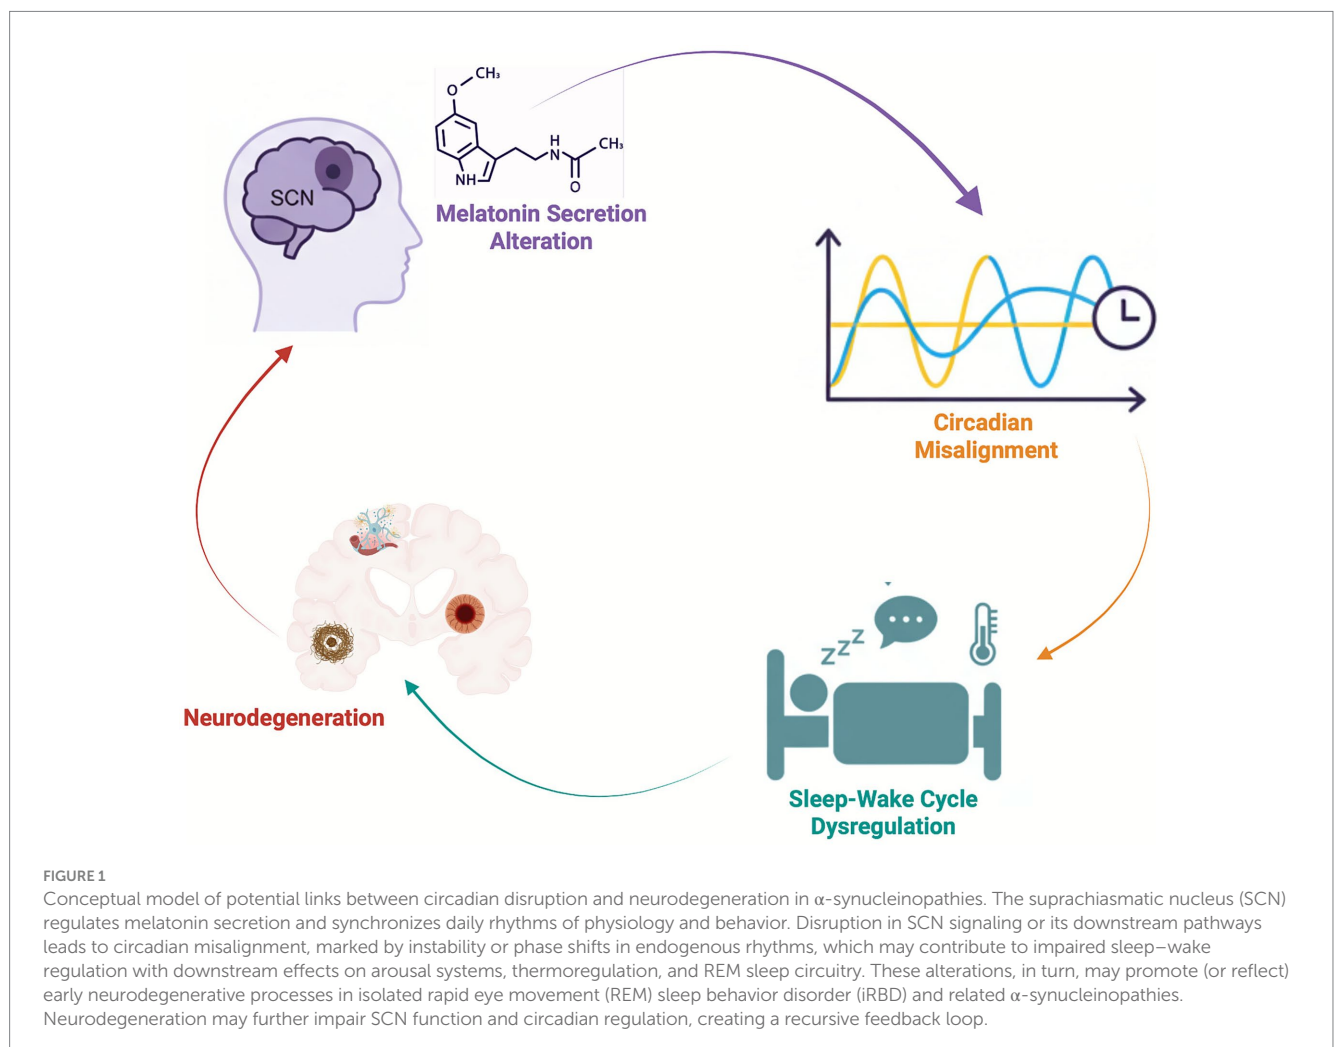 CH₃
O
SCN
H
N
CH₃
NH
O
Melatonin Secretion
Alteration
Circadian
Misalignment
zzz
Neurodegeneration
Sleep-Wake Cycle
Dysregulation
FIGURE 1
Conceptual model of potential links between circadian disruption and neurodegeneration in α-synucleinopathies. The suprachiasmatic nucleus (SCN)
regulates melatonin secretion and synchronizes daily rhythms of physiology and behavior. Disruption in SCN signaling or its downstream pathways
leads to circadian misalignment, marked by instability or phase shifts in endogenous rhythms, which may contribute to impaired sleep–wake
regulation with downstream effects on arousal systems, thermoregulation, and REM sleep circuitry. These alterations, in turn, may promote (or reflect)
early neurodegenerative processes in isolated rapid eye movement (REM) sleep behavior disorder (iRBD) and related α-synucleinopathies.
Neurodegeneration may further impair SCN function and circadian regulation, creating a recursive feedback loop.